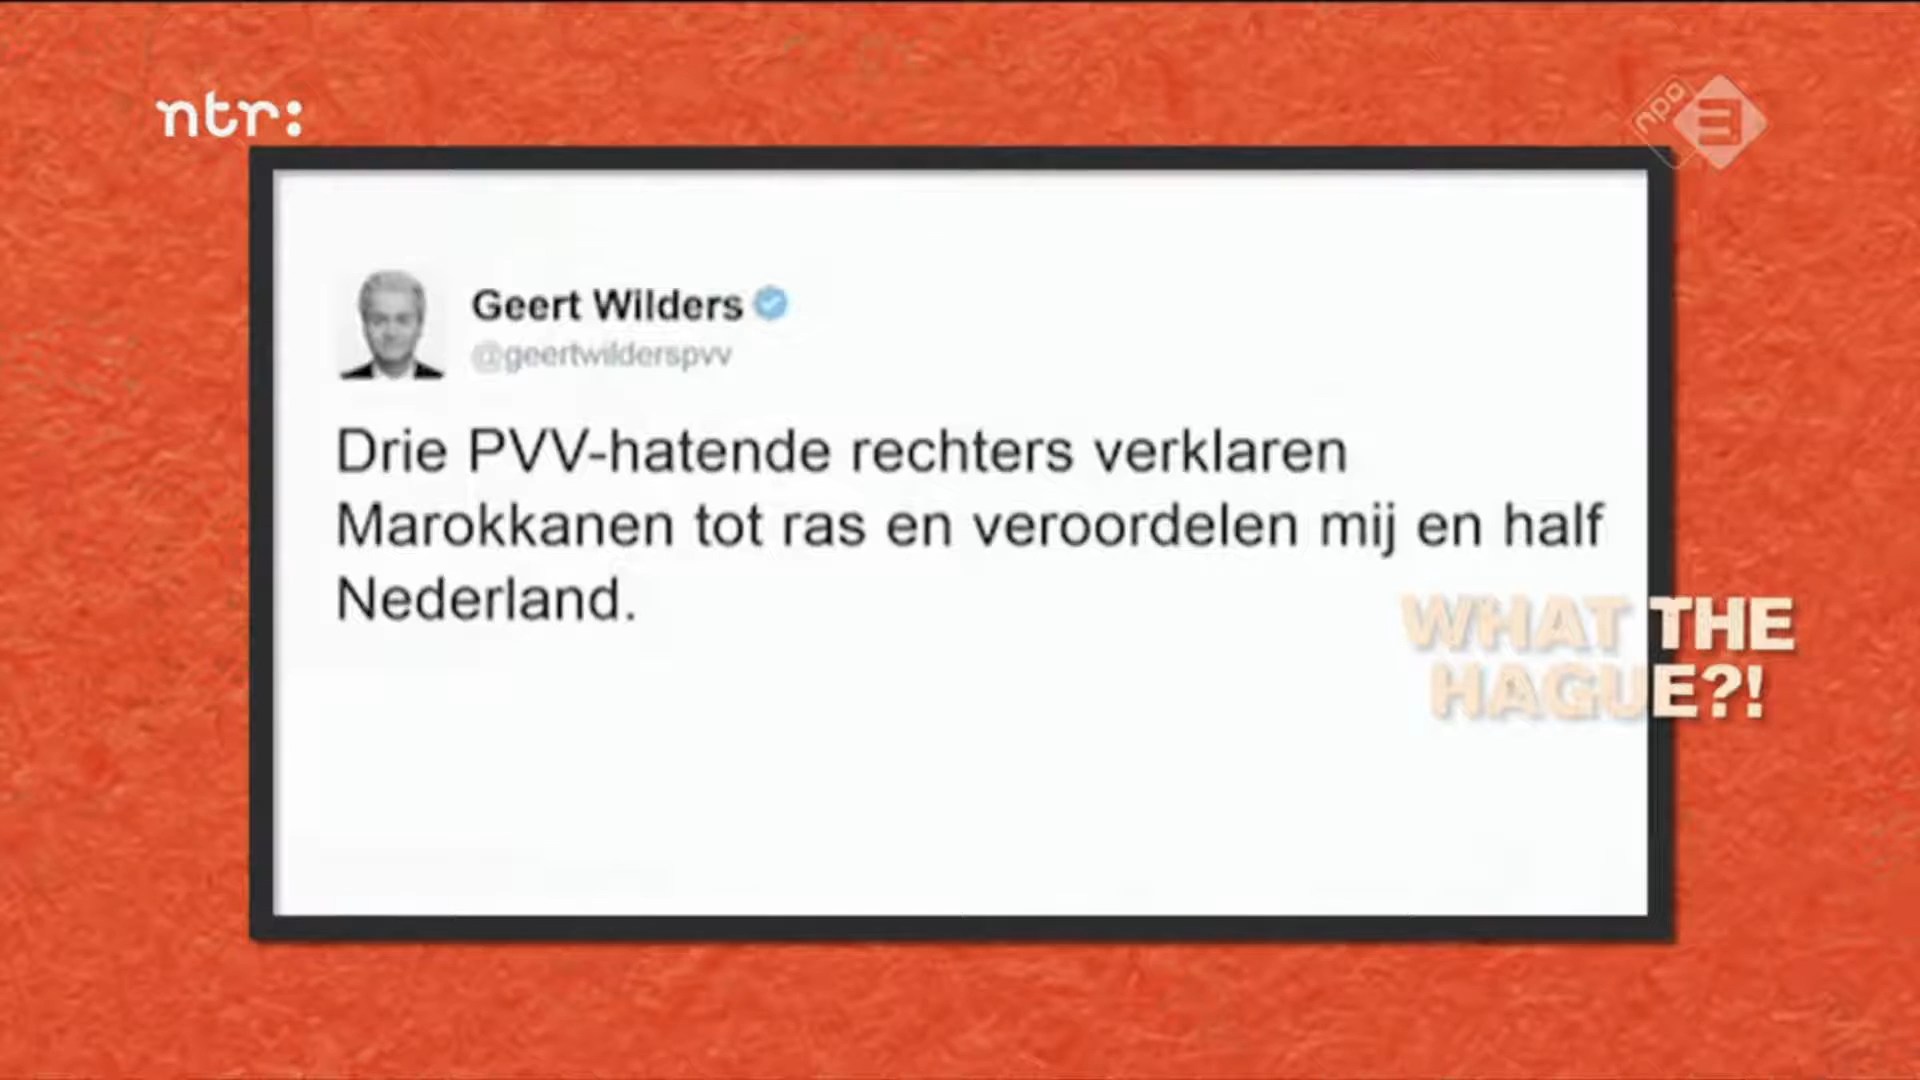 ntr:
npo 3
Geert Wilders
@geertwilderspvv
Drie PVV-hatende rechters verklaren
Marokkanen tot ras en veroordelen mij en half
Nederland.
WHAT THE
HAGUE?!